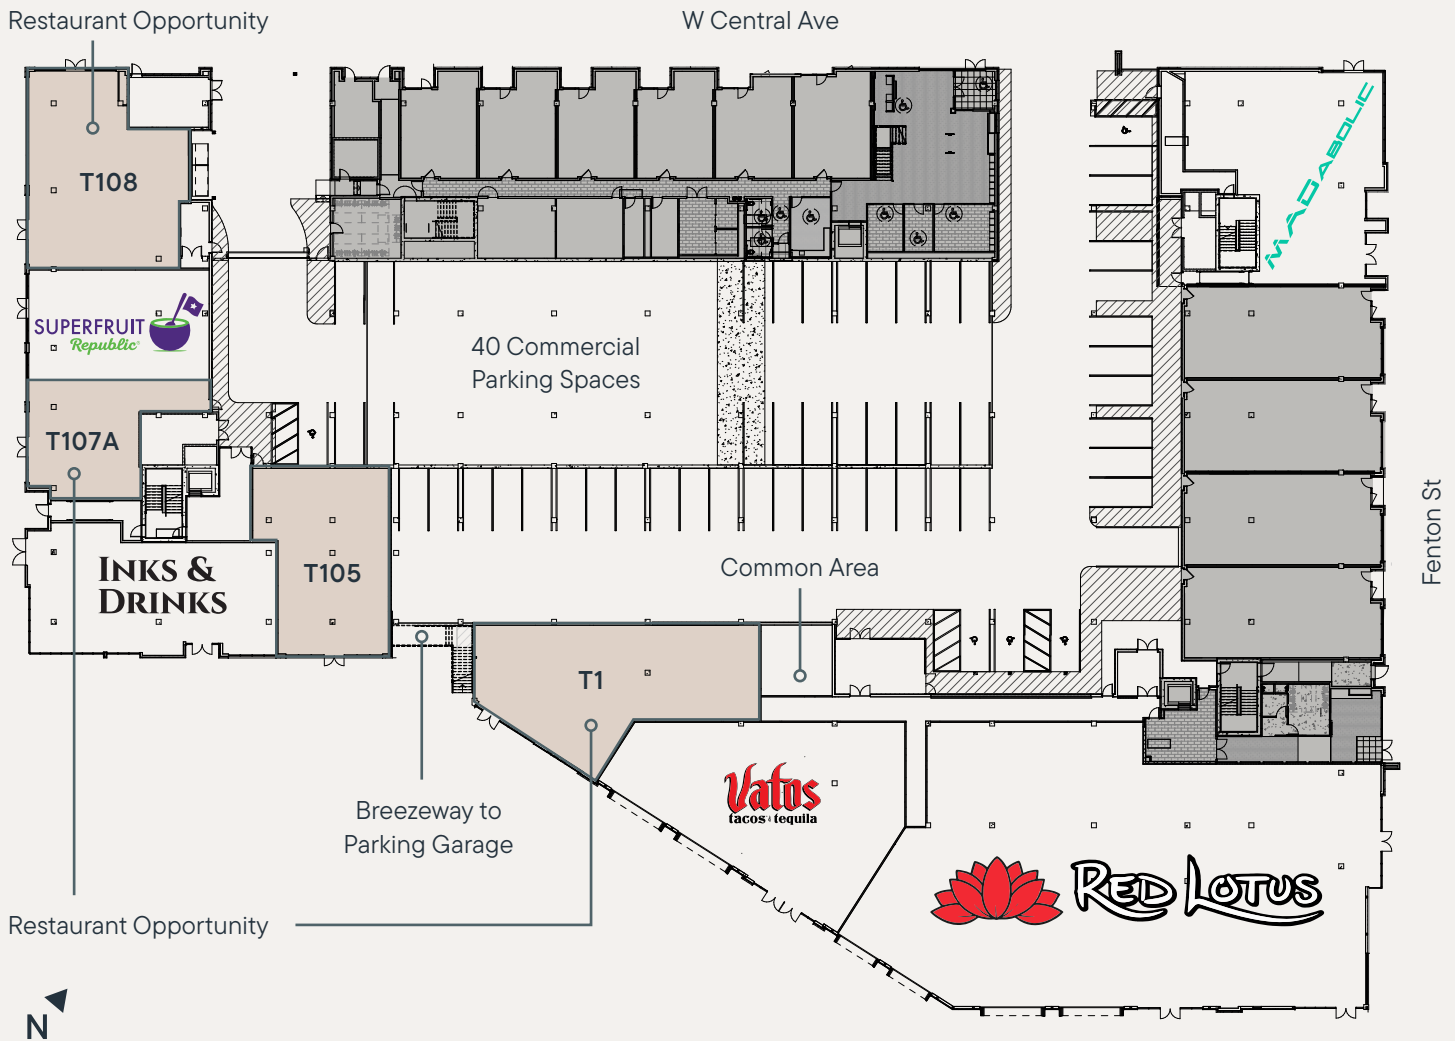 Restaurant Opportunity
W Central Ave
T108
MADABOLIC
SUPERFRUIT
Republic
40 Commercial
Parking Spaces
T107A
Fenton St
INKS &
DRINKS
T105
Common Area
T1
Vatos
tacos y tequila
Breezeway to
Parking Garage
RED LOTUS
Restaurant Opportunity
N